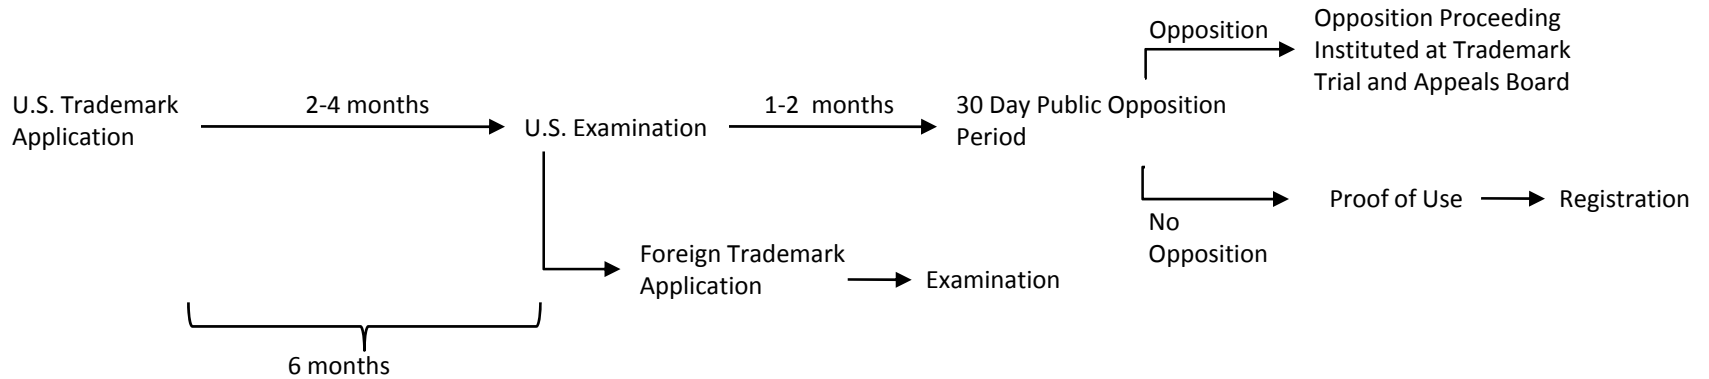 U.S. Trademark
Application
2-4 months
U.S. Examination
1-2 months
30 Day Public Opposition
Period
Opposition
Opposition Proceeding
Instituted at Trademark
Trial and Appeals Board
No
Opposition
Proof of Use
Registration
Foreign Trademark
Application
Examination
6 months